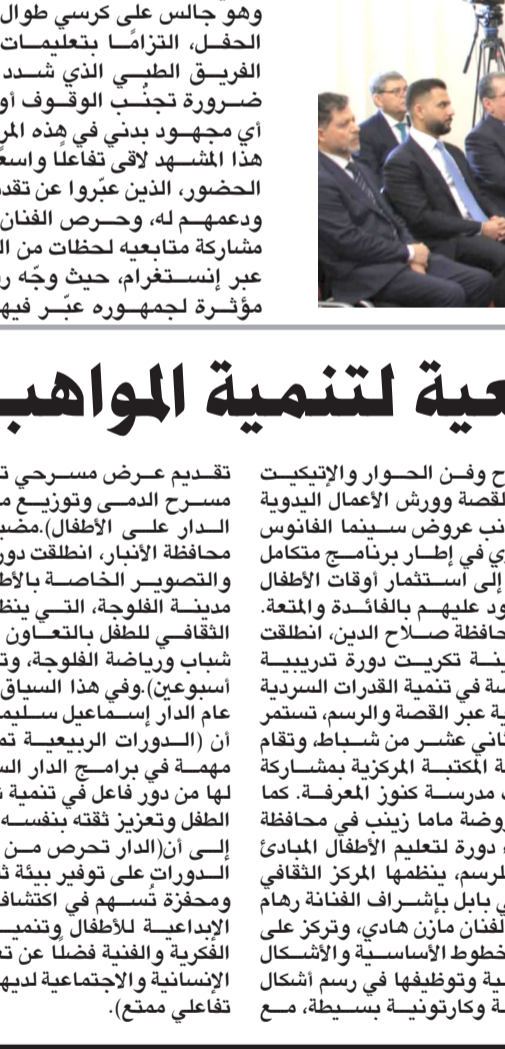 وهو جالس على كرسي طوال
الحفل، التزامًا بتعليمات
الفريق الطبي الذي شدد
ضرورة تجنُّب الوقوف أو
أي مجهود بدني في هذه المر
هذا المشهد لاقى تفاعلًا واسعً
الحضور، الذين عبّروا عن تقد
ودعمهم له، وحرص الفنان
مشاركة متابعيه لحظات من ال
عبر إنستغرام، حيث وجّه ر
مؤثرة لجمهوره عبّر فيه
عية لتنمية المواهب
ح وفن الحوار والإتيكيت
لقصة وورش الأعمال اليدوية
نب عروض سينما الفانوس
ري في إطار برنامج متكامل
إلى استثمار أوقات الأطفال
ود عليهم بالفائدة والمتعة.
حافظة صلاح الدين، انطلقت
ينة تكريت دورة تدريبية
صة في تنمية القدرات السردية
ية عبر القصة والرسم، تستمر
ثاني عشر من شباط، وتقام
ة المكتبة المركزية بمشاركة
مدرسة كنوز المعرفة. كما
وضة ماما زينب في محافظة
دورة لتعليم الأطفال المبادئ
لرسم، ينظمها المركز الثقافي
ي بابل بإشراف الفنانة رهام
الفنان مازن هادي، وتركز على
خطوط الأساسية والأشكال
ية وتوظيفها في رسم أشكال
ة وكارتونية بسيطة، مع
تقديم عرض مسرحي ت
مسرح الدمى وتوزيع م
الدار على الأطفال).مضي
محافظة الأنبار، انطلقت دور
والتصوير الخاصة بالأط
مدينة الفلوجة، التي ينظ
الثقافي للطفل بالتعاون
شباب ورياضة الفلوجة، وت
أسبوعين).وفي هذا السياق
عام الدار إسماعيل سليم
أن (الدورات الربيعية تم
مهمة في برامج الدار الس
لها من دور فاعل في تنمية ش
الطفل وتعزيز ثقته بنفسه
إلى أن(الدار تحرص من
الدورات على توفير بيئة ث
ومحفزة تُسهم في اكتشاف
الإبداعية للأطفال وتنمي
الفكرية والفنية فضلًا عن تع
الإنسانية والاجتماعية لديه
تفاعلي ممتع).